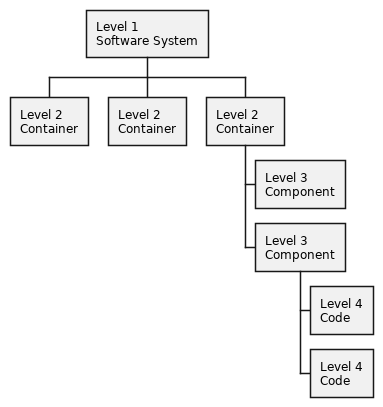 Level 1
Software System
Level 2
Container
Level 2
Container
Level 2
Container
Level 3
Component
Level 3
Component
Level 4
Code
Level 4
Code